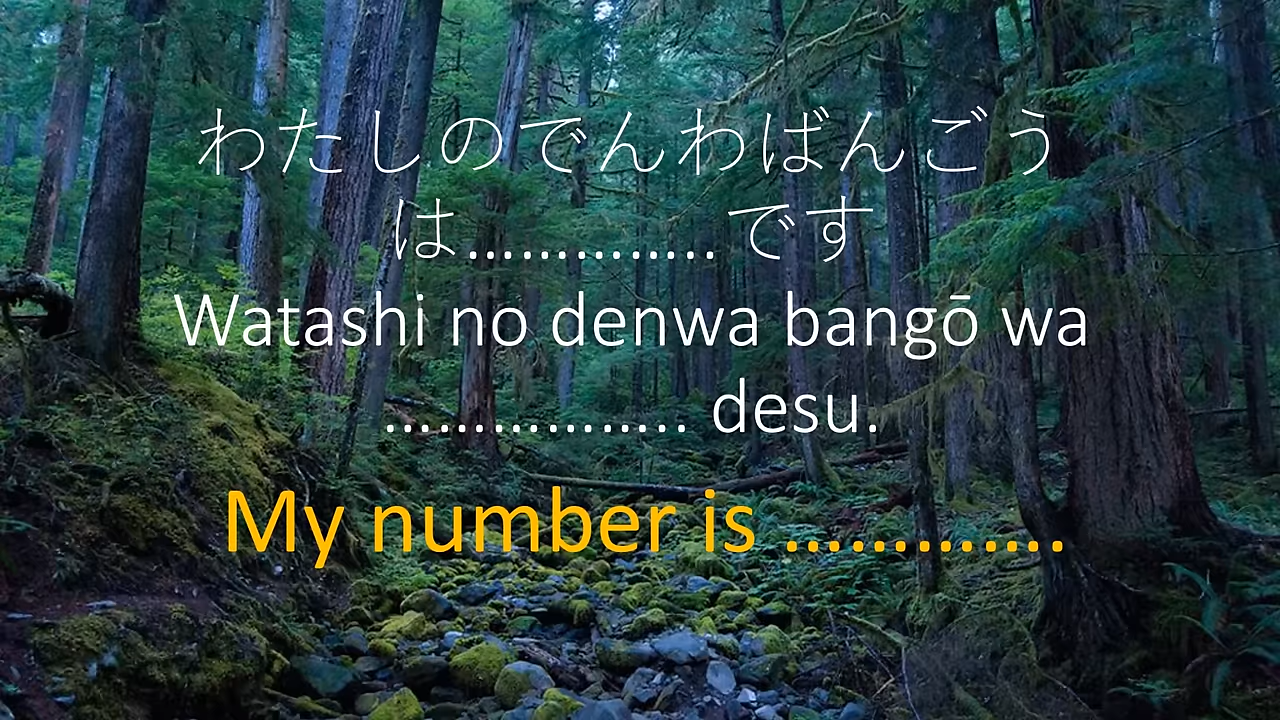 わたしのでんわばんごう
は………….. です
Watashi no denwa bangō wa
…………….. desu.
My number is ………….